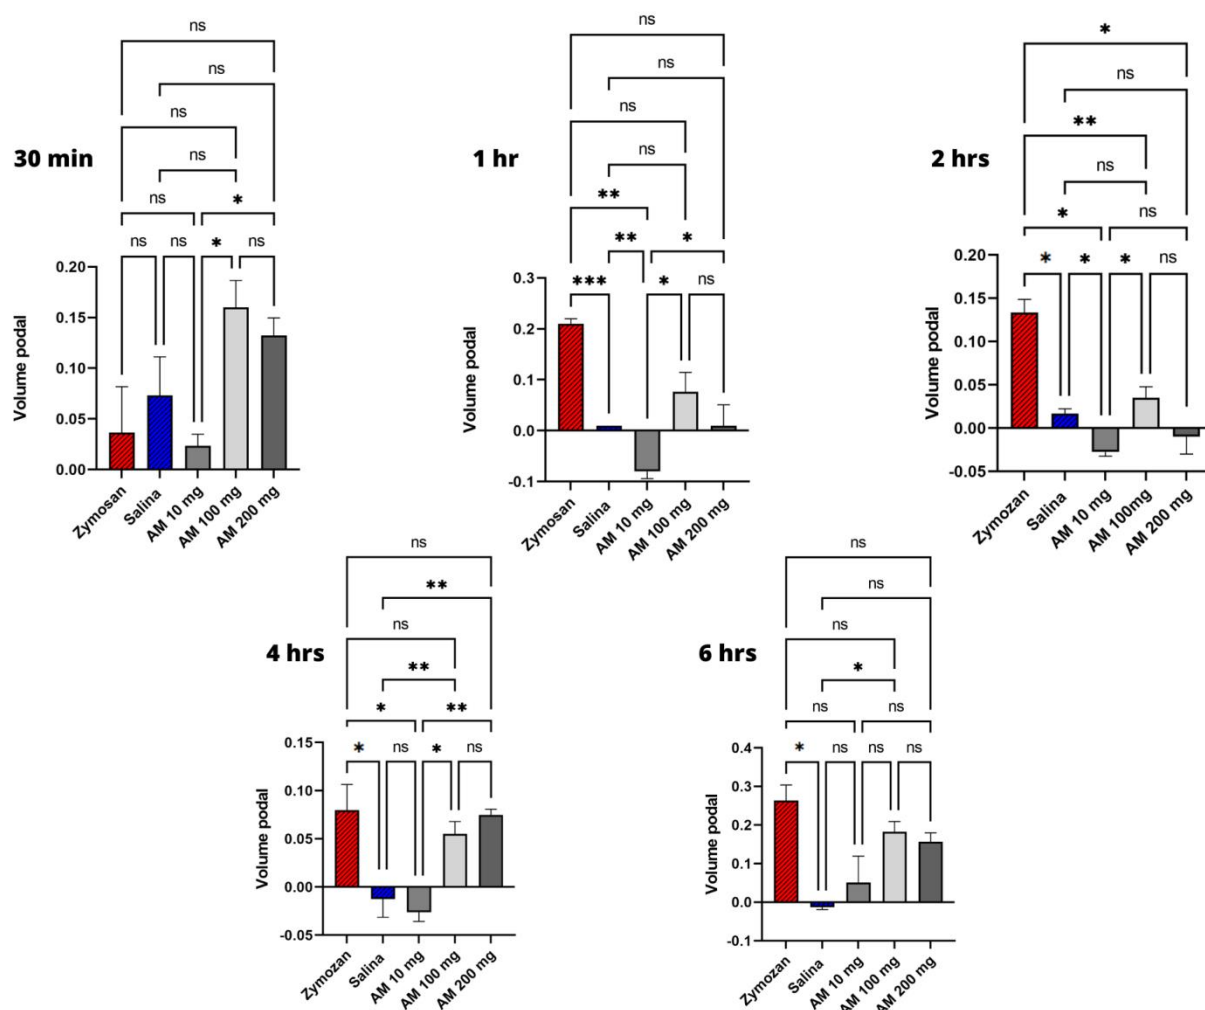 30 min
ns
ns
ns
ns
ns *
ns ns * ns
Volume podal
0.20
0.15
0.10
0.05
0.00
Zymosan
Salina
AM 10 mg
AM 100 mg
AM 200 mg
1 hr
ns
ns
ns
ns
**
** *
*** * ns
Volume podal
0.3
0.2
0.1
0.0
-0.1
Zymosan
Salina
AM 10 mg
AM 100 mg
AM 200 mg
2 hrs
*
ns
**
ns
* ns
* * * ns
Volume podal
0.20
0.15
0.10
0.05
0.00
-0.05
Zymozan
Salina
AM 10 mg
AM 100mg
AM 200 mg
4 hrs
ns
**
ns
**
* **
* ns * ns
Volume podal
0.15
0.10
0.05
0.00
-0.05
Zymozan
Salina
AM 10 mg
AM 100 mg
AM 200 mg
6 hrs
ns
ns
ns
*
ns ns
* ns ns ns
Volume podal
0.4
0.3
0.2
0.1
0.0
-0.1
Zymozan
Salina
AM 10 mg
AM 100 mg
AM 200 mg